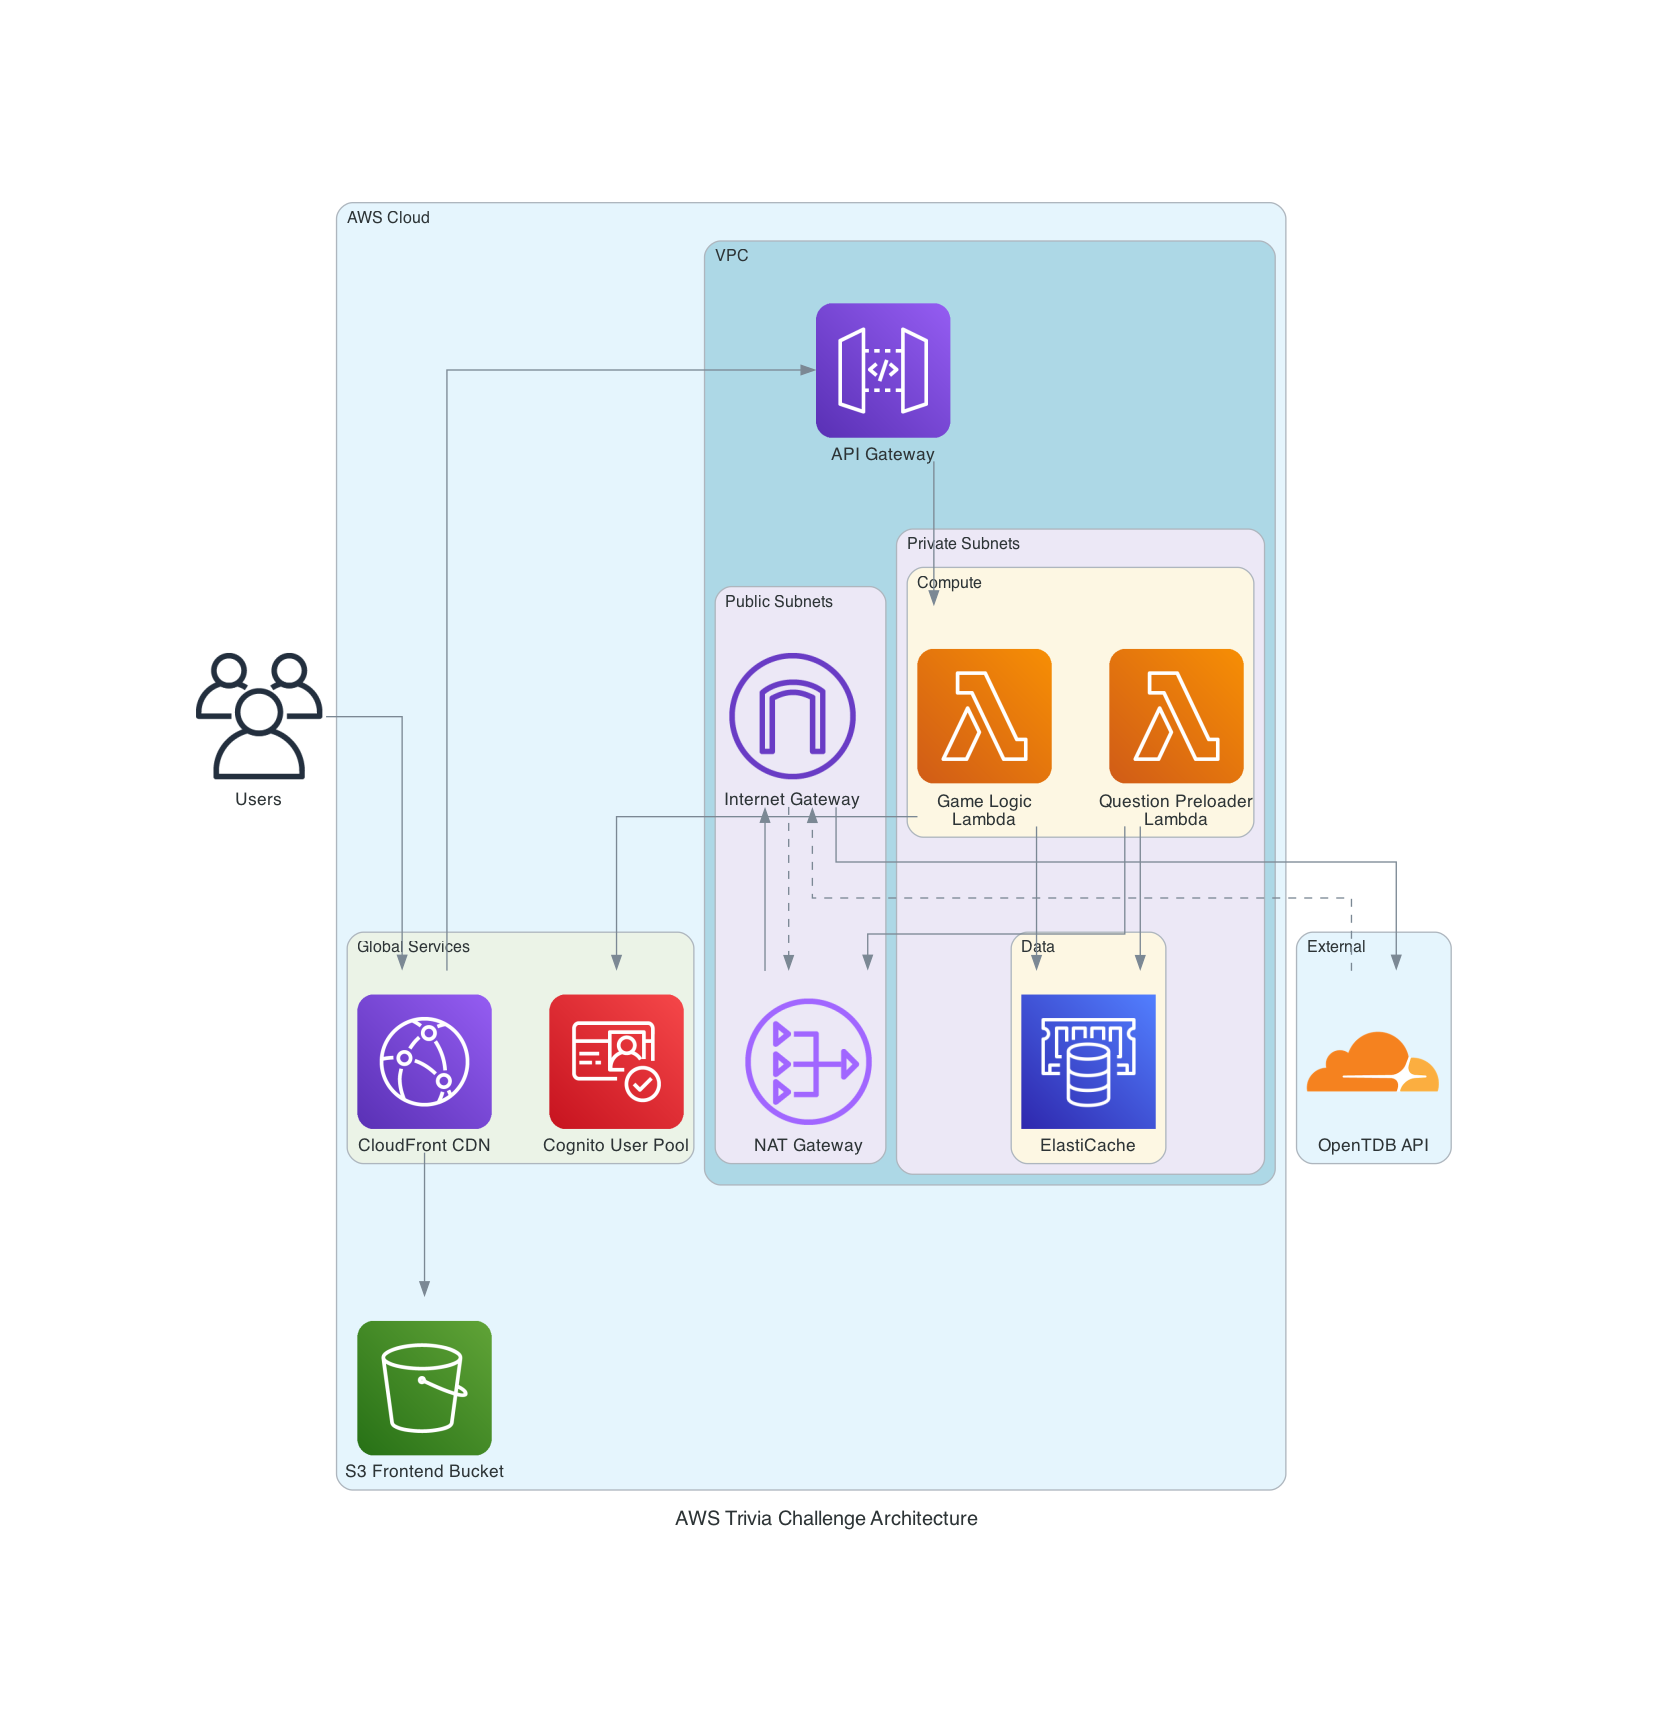 AWS Cloud
VPC
API Gateway
Private Subnets
Compute
Public Subnets
Users
Internet Gateway
Game Logic
Lambda
Question Preloader
Lambda
Global Services
Data
External
CloudFront CDN
Cognito User Pool
NAT Gateway
ElastiCache
OpenTDB API
S3 Frontend Bucket
AWS Trivia Challenge Architecture